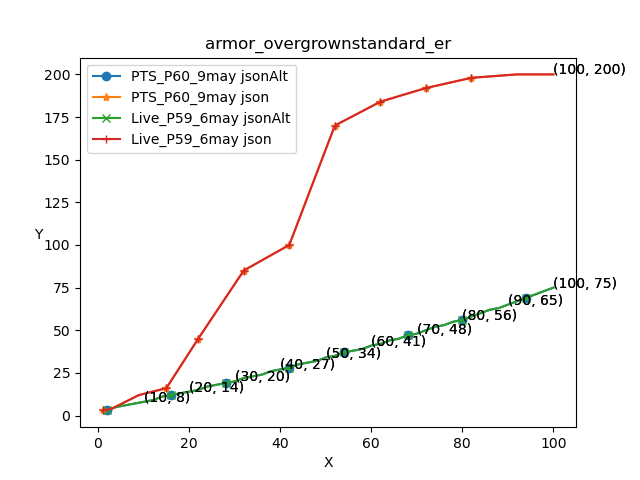 armor_overgrownstandard_er
PTS_P60_9may jsonAlt
PTS_P60_9may json
Live_P59_6may jsonAlt
Live_P59_6may json
(100, 200)
(100, 75)
(90, 65)
(80, 56)
(70, 48)
(60, 41)
(50, 34)
(40, 27)
(30, 20)
(20, 14)
(10, 8)
200
175
150
125
100
75
50
25
0
Y
0 20 40 60 80 100
X